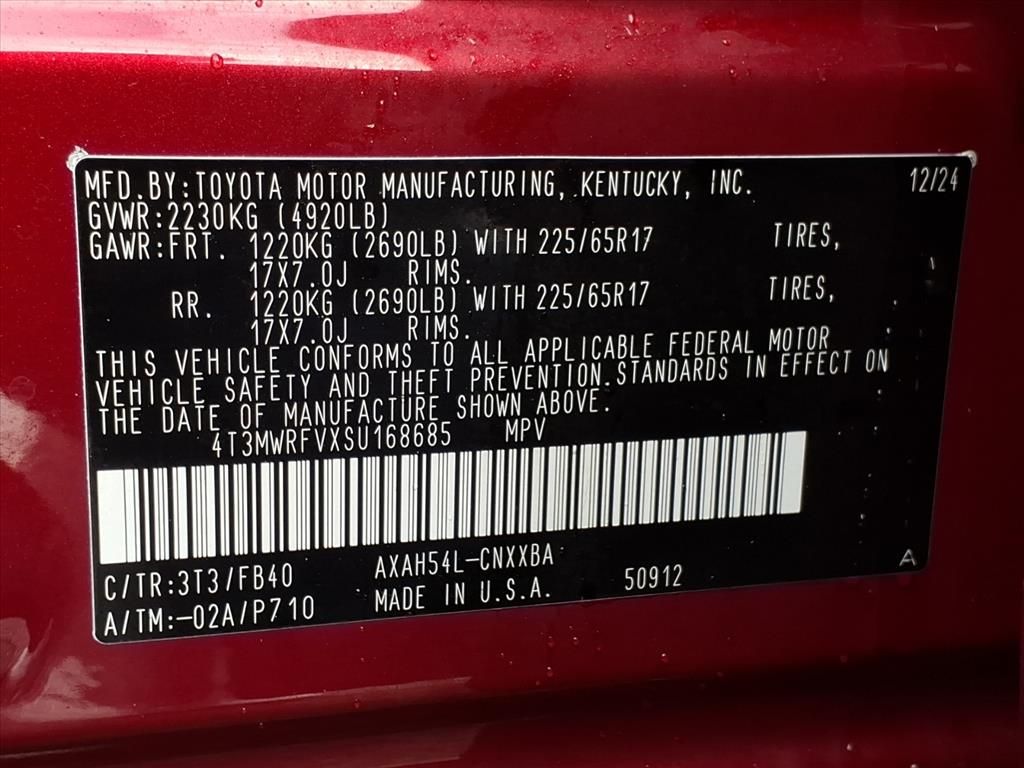 MFD.BY:TOYOTA MOTOR MANUFACTURING, KENTUCKY, INC. 12/24
GVWR:2230KG (4920LB)
GAWR:FRT. 1220KG (2690LB) WITH 225/65R17 TIRES,
17X7.0J RIMS.
RR. 1220KG (2690LB) WITH 225/65R17 TIRES,
17X7.0J RIMS.
THIS VEHICLE CONFORMS TO ALL APPLICABLE FEDERAL MOTOR
VEHICLE SAFETY AND THEFT PREVENTION STANDARDS IN EFFECT ON
THE DATE OF MANUFACTURE SHOWN ABOVE.
4T3MWRFVXSU168685 MPV
C/TR:3T3/FB40 AXAH54L-CNXXBA
A/TM:-02A/P710 MADE IN U.S.A. 50912 A